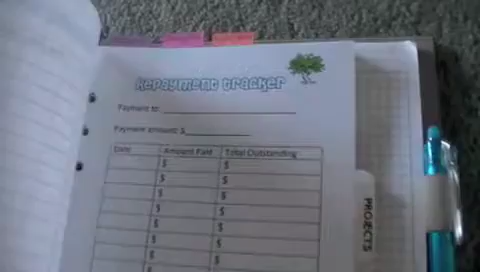 Repayment tracker
Payment to:
Payment amount: $
Date Amount Paid Total Outstanding
$ $
$ $
$ $
$ $
$ $
$ $
$ $
$ $
PROJECTS